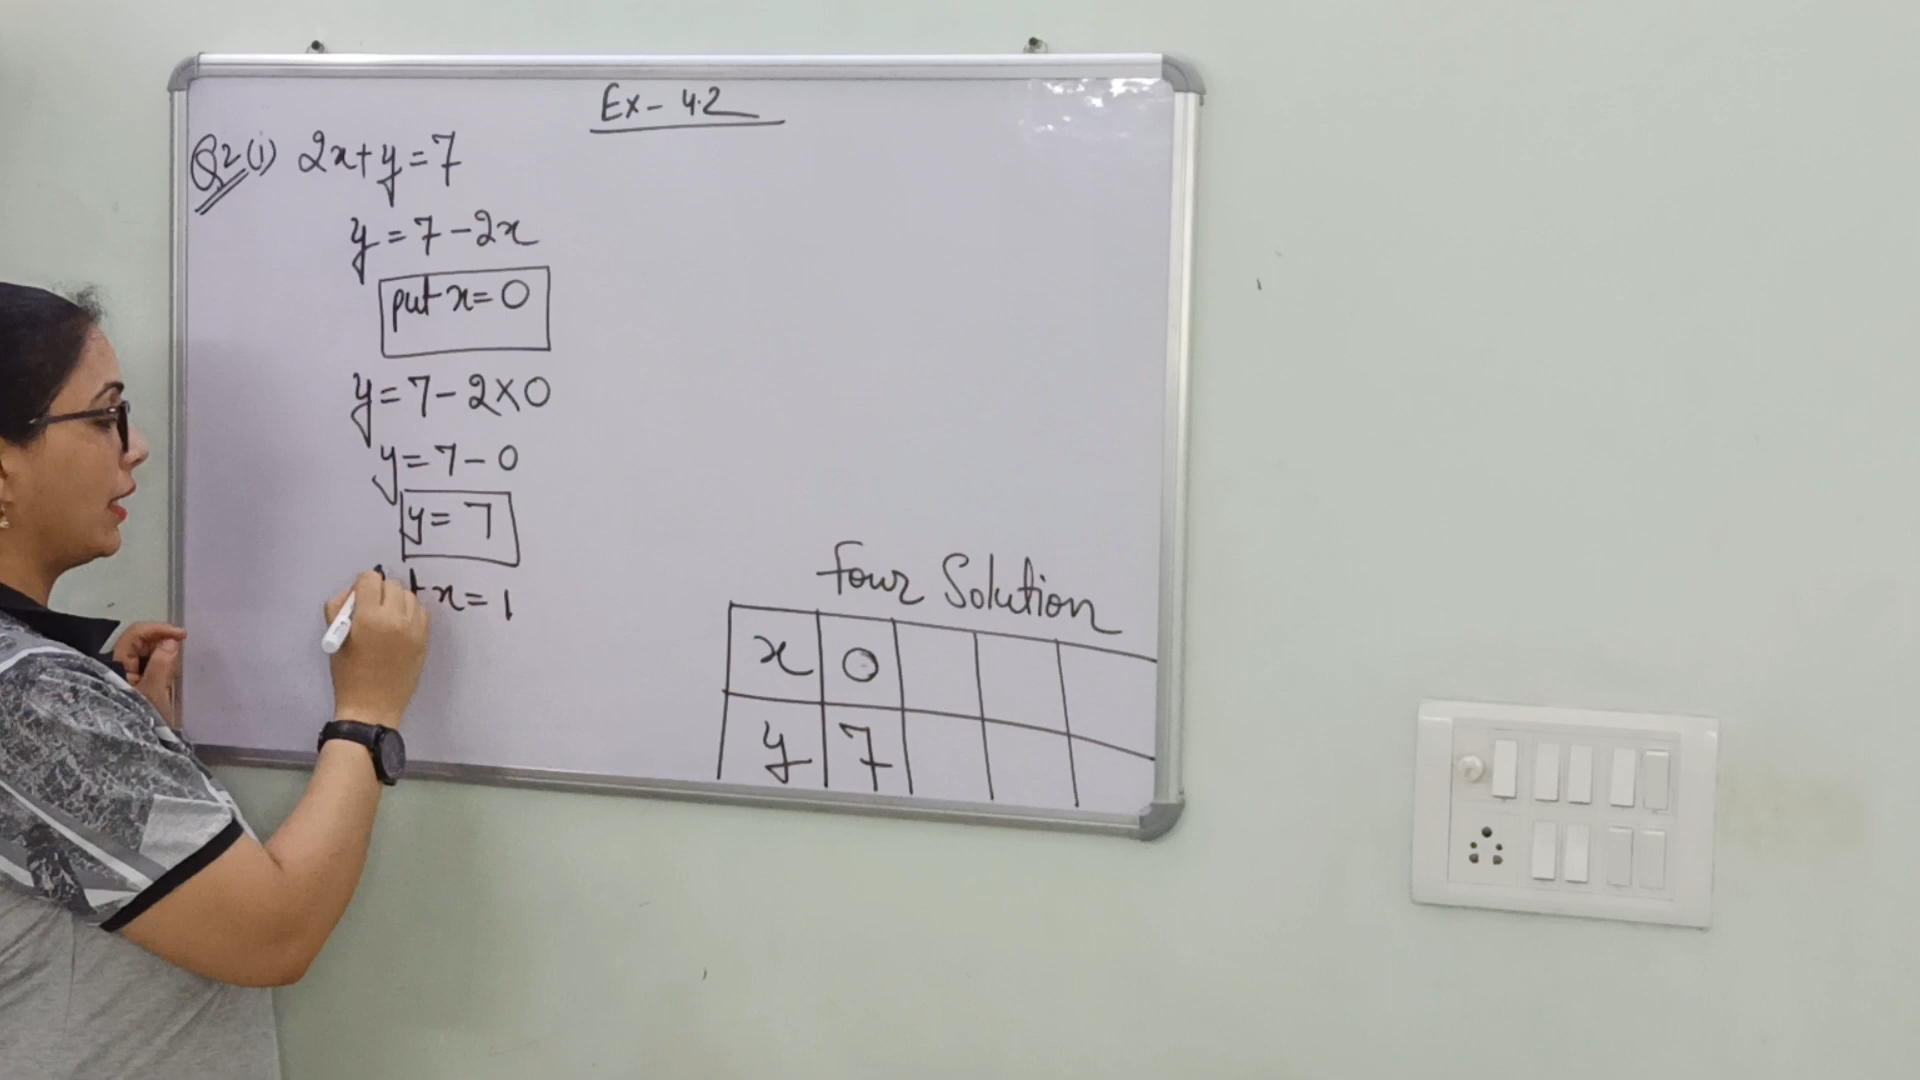 Ex - 4.2
Q2 (i) 2x + y = 7
y = 7 - 2x
put x = 0
y = 7 - 2 × 0
y = 7 - 0
y = 7
x = 1
Four Solution
x 0
y 7